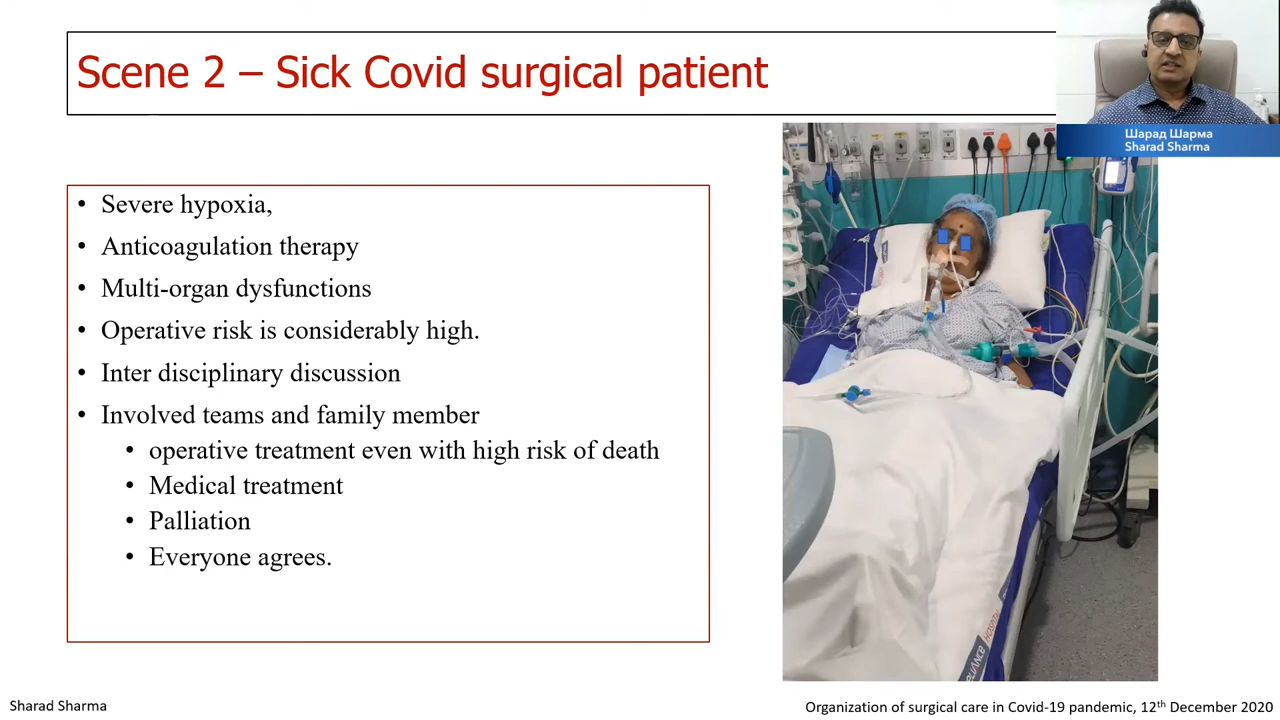 Scene 2 – Sick Covid surgical patient
Шарад Шарма
Sharad Sharma
• Severe hypoxia,
• Anticoagulation therapy
• Multi-organ dysfunctions
• Operative risk is considerably high.
• Inter disciplinary discussion
• Involved teams and family member
• operative treatment even with high risk of death
• Medical treatment
• Palliation
• Everyone agrees.
HOSPITAL
Sharad Sharma
Organization of surgical care in Covid-19 pandemic, 12th December 2020